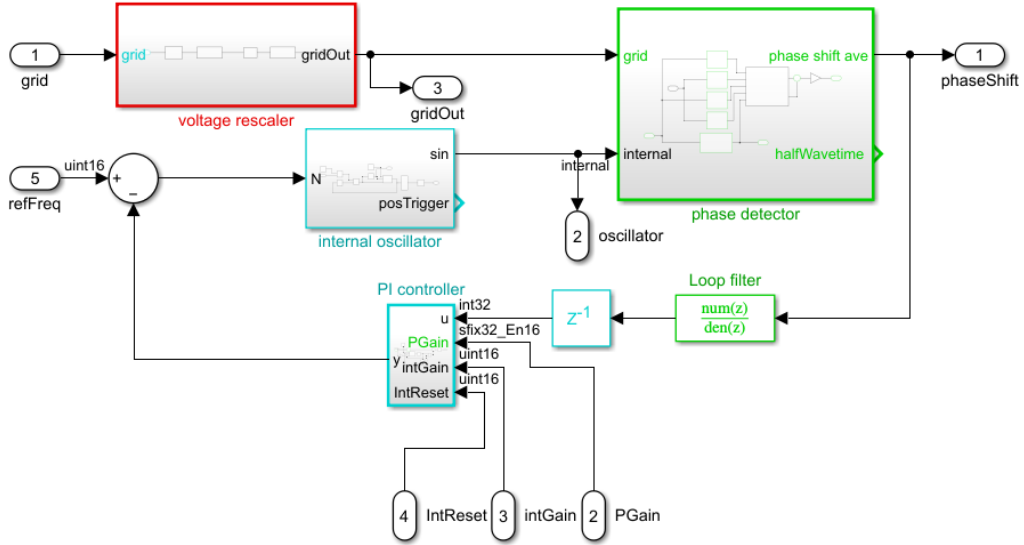 1
grid
grid
gridOut
voltage rescaler
3
gridOut
grid
phase shift ave
internal
halfWavetime
phase detector
1
phaseShift
5
refFreq
uint16
+
−
N
sin
posTrigger
internal oscillator
internal
2
oscillator
Loop filter
num(z)
den(z)
Z-1
PI controller
int32
u
sfix32_En16
PGain
uint16
y
intGain
uint16
IntReset
4
IntReset
3
intGain
2
PGain